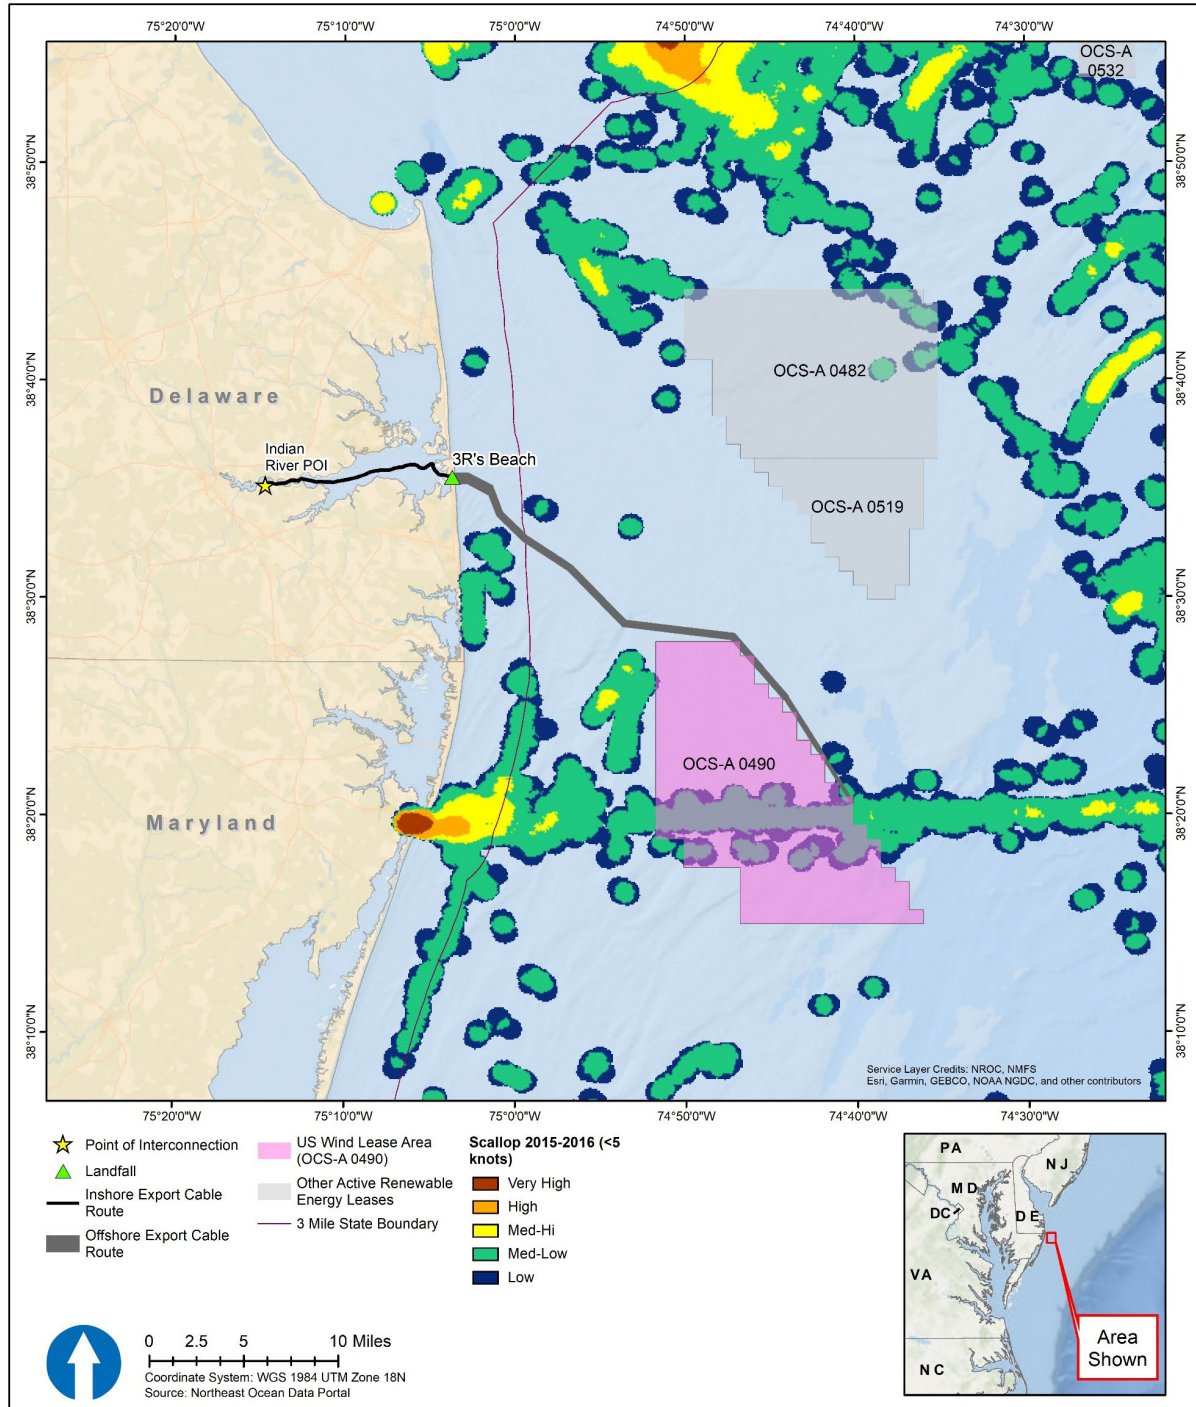 75°20'0"W
75°10'0"W
75°0'0"W
74°50'0"W
74°40'0"W
74°30'0"W
OCS-A
0532
38°50'0"N
38°50'0"N
OCS-A 0482
38°40'0"N
38°40'0"N
Delaware
Indian
River POI
3R's Beach
OCS-A 0519
38°30'0"N
38°30'0"N
OCS-A 0490
38°20'0"N
38°20'0"N
Maryland
38°10'0"N
38°10'0"N
Service Layer Credits: NROC, NMFS
Esri, Garmin, GEBCO, NOAA NGDC, and other contributors
75°20'0"W
75°10'0"W
75°0'0"W
74°50'0"W
74°40'0"W
74°30'0"W
Point of Interconnection
Landfall
Inshore Export Cable
Route
Offshore Export Cable
Route
US Wind Lease Area
(OCS-A 0490)
Other Active Renewable
Energy Leases
3 Mile State Boundary
Scallop 2015-2016 (<5
knots)
Very High
High
Med-Hi
Med-Low
Low
PA
NJ
MD
DC
DE
VA
NC
Area
Shown
0 2.5 5 10 Miles
Coordinate System: WGS 1984 UTM Zone 18N
Source: Northeast Ocean Data Portal